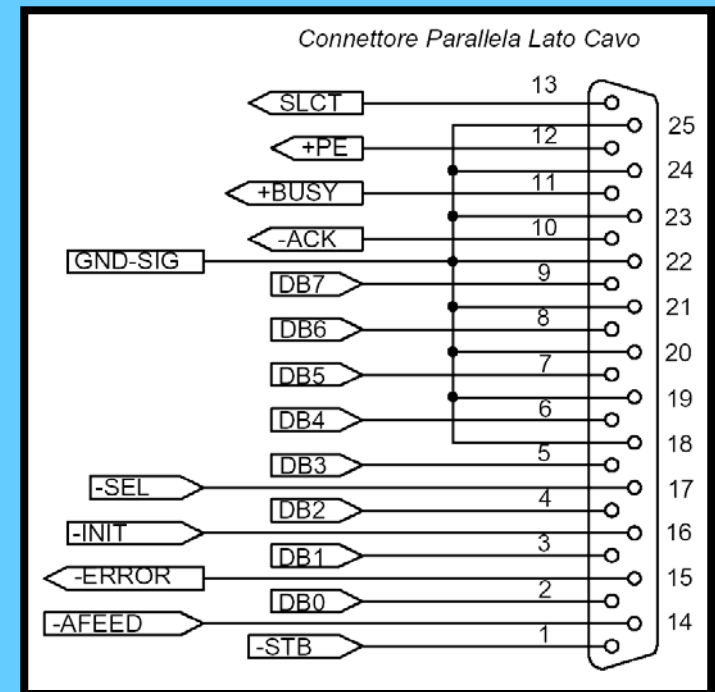 Connettore Parallela Lato Cavo
SLCT 13
25
+PE 12
24
+BUSY 11
23
-ACK 10
GND-SIG 22
DB7 9
21
DB6 8
20
DB5 7
19
DB4 6
18
DB3 5
-SEL 17
DB2 4
-INIT 16
DB1 3
-ERROR 15
DB0 2
-AFEED 14
-STB 1